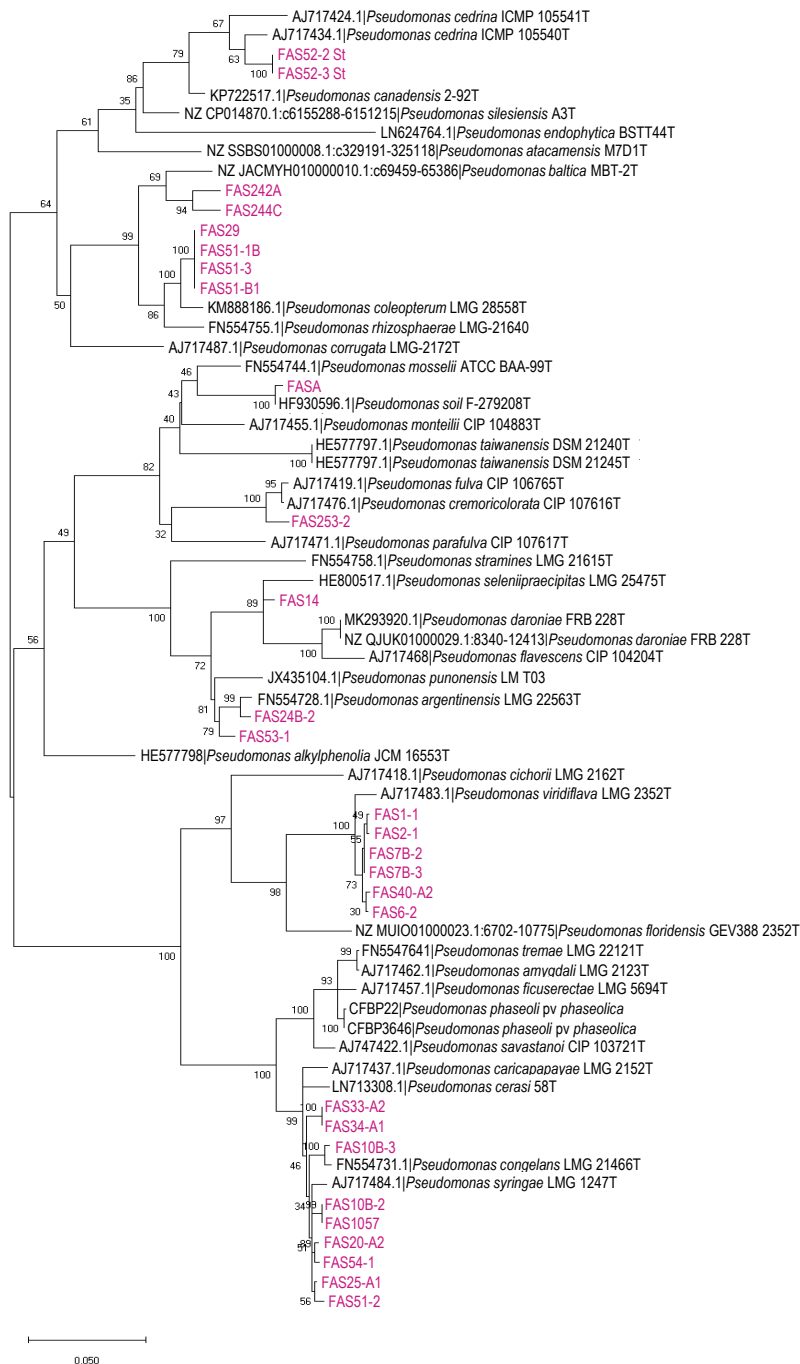 AJ717424.1|Pseudomonas cedrina ICMP 105541T
67
AJ717434.1|Pseudomonas cedrina ICMP 105540T
79
63
FAS52-2 St
100
FAS52-3 St
86
KP722517.1|Pseudomonas canadensis 2-92T
35
NZ CP014870.1:c6155288-6151215|Pseudomonas silesiensis A3T
61
LN624764.1|Pseudomonas endophytica BSTT44T
NZ SSBS01000008.1:c329191-325118|Pseudomonas atacamensis M7D1T
69
NZ JACMYH010000010.1:c69459-65386|Pseudomonas baltica MBT-2T
64
FAS242A
94
FAS244C
99
FAS29
100
FAS51-1B
100
FAS51-3
FAS51-B1
50
KM888186.1|Pseudomonas coleopterum LMG 28558T
86
FN554755.1|Pseudomonas rhizosphaerae LMG-21640
AJ717487.1|Pseudomonas corrugata LMG-2172T
46
FN554744.1|Pseudomonas mosselii ATCC BAA-99T
43
FASA
100
HF930596.1|Pseudomonas soil F-279208T
40
AJ717455.1|Pseudomonas monteilii CIP 104883T
HE577797.1|Pseudomonas taiwanensis DSM 21240T
82
100
HE577797.1|Pseudomonas taiwanensis DSM 21245T
95
AJ717419.1|Pseudomonas fulva CIP 106765T
100
AJ717476.1|Pseudomonas cremoricolorata CIP 107616T
FAS253-2
49
32
AJ717471.1|Pseudomonas parafulva CIP 107617T
FN554758.1|Pseudomonas stramines LMG 21615T
HE800517.1|Pseudomonas seleniipraecipitas LMG 25475T
89
FAS14
100
100
MK293920.1|Pseudomonas daroniae FRB 228T
NZ QJUK01000029.1:8340-12413|Pseudomonas daroniae FRB 228T
56
100
AJ717468|Pseudomonas flavescens CIP 104204T
72
JX435104.1|Pseudomonas punonensis LM T03
99
FN554728.1|Pseudomonas argentinensis LMG 22563T
81
FAS24B-2
79
FAS53-1
HE577798|Pseudomonas alkylphenolia JCM 16553T
AJ717418.1|Pseudomonas cichorii LMG 2162T
97
AJ717483.1|Pseudomonas viridiflava LMG 2352T
49
FAS1-1
100
FAS2-1
55
FAS7B-2
FAS7B-3
73
98
FAS40-A2
30
FAS6-2
NZ MUIO01000023.1:6702-10775|Pseudomonas floridensis GEV388 2352T
100
99
FN5547641|Pseudomonas tremae LMG 22121T
AJ717462.1|Pseudomonas amygdali LMG 2123T
93
AJ717457.1|Pseudomonas ficuserectae LMG 5694T
100
CFBP22|Pseudomonas phaseoli pv phaseolica
100
CFBP3646|Pseudomonas phaseoli pv phaseolica
AJ747422.1|Pseudomonas savastanoi CIP 103721T
100
AJ717437.1|Pseudomonas caricapapavae LMG 2152T
LN713308.1|Pseudomonas cerasi 58T
99
100
FAS33-A2
FAS34-A1
100
FAS10B-3
46
FN554731.1|Pseudomonas congelans LMG 21466T
AJ717484.1|Pseudomonas syringae LMG 1247T
34
FAS10B-2
FAS1057
FAS20-A2
51
FAS54-1
FAS25-A1
56
FAS51-2
0.050